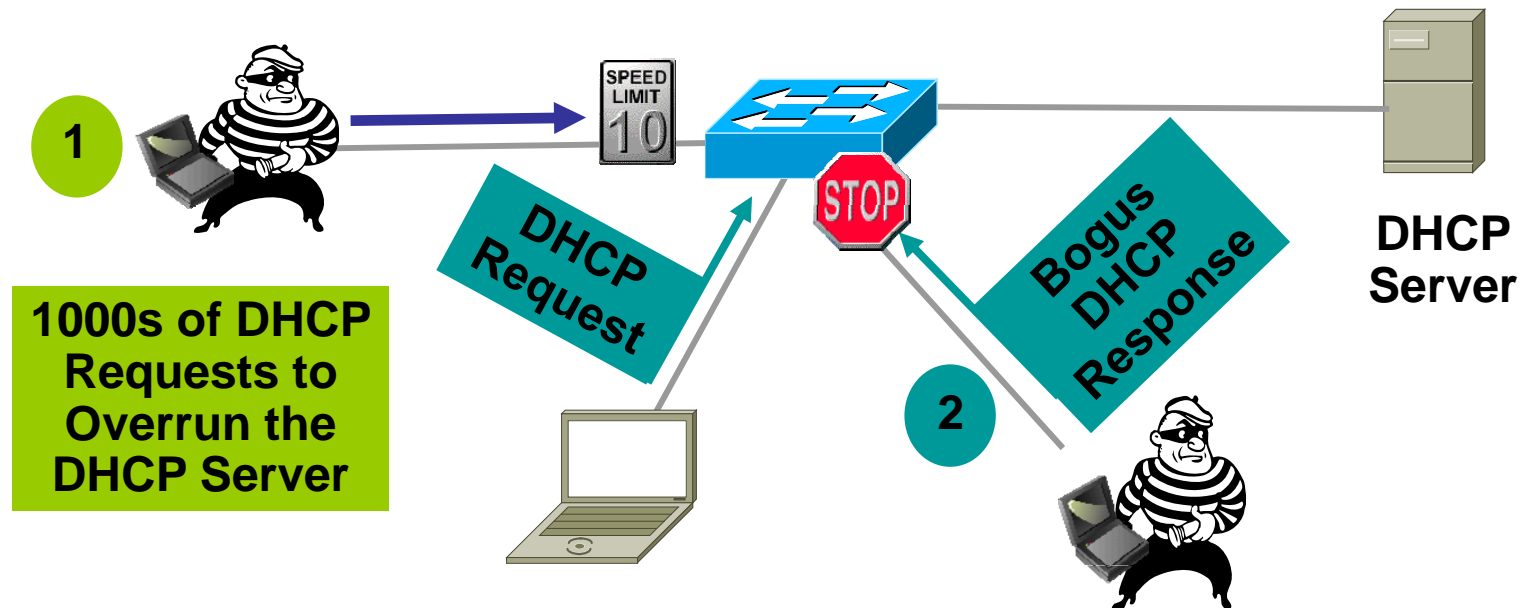 1
SPEED
LIMIT
10
STOP
DHCP
Request
Bogus
DHCP
Response
DHCP
Server
1000s of DHCP
Requests to
Overrun the
DHCP Server
2